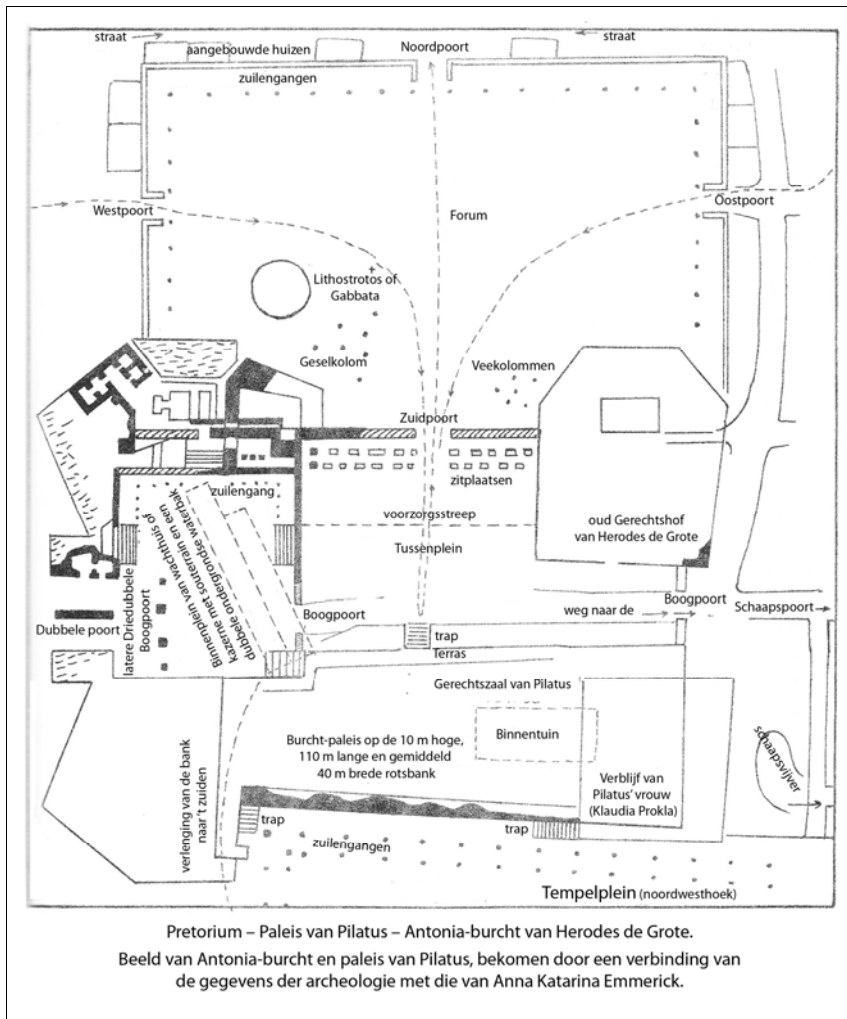 straat
straat
aangebouwde huizen
Noordpoort
zuilengangen
Westpoort
Oostpoort
Forum
Lithostrotos of
Gabbata
Geselkolom
Veekolommen
Zuidpoort
zuilengang
zitplaatsen
voorzorgsstreep
Tussenplein
oud Gerechtshof
van Herodes de Grote
Binnenplein van wachthuis of
kazerne met souterrain en een
dubbele ondergrondse waterbak
latere Driedubbele
Boogpoort
Dubbele poort
Boogpoort
weg naar de
Boogpoort
Schaapspoort
trap
Terras
Gerechtszaal van Pilatus
Binnentuin
Burcht-paleis op de 10 m hoge,
110 m lange en gemiddeld
40 m brede rotsbank
Verblijf van
Pilatus' vrouw
(Klaudia Prokla)
schaapsvijver
verlenging van de bank
naar 't zuiden
trap
trap
zuilengangen
Tempelplein (noordwesthoek)
Pretorium – Paleis van Pilatus – Antonia-burcht van Herodes de Grote.
Beeld van Antonia-burcht en paleis van Pilatus, bekomen door een verbinding van
de gegevens der archeologie met die van Anna Katarina Emmerick.